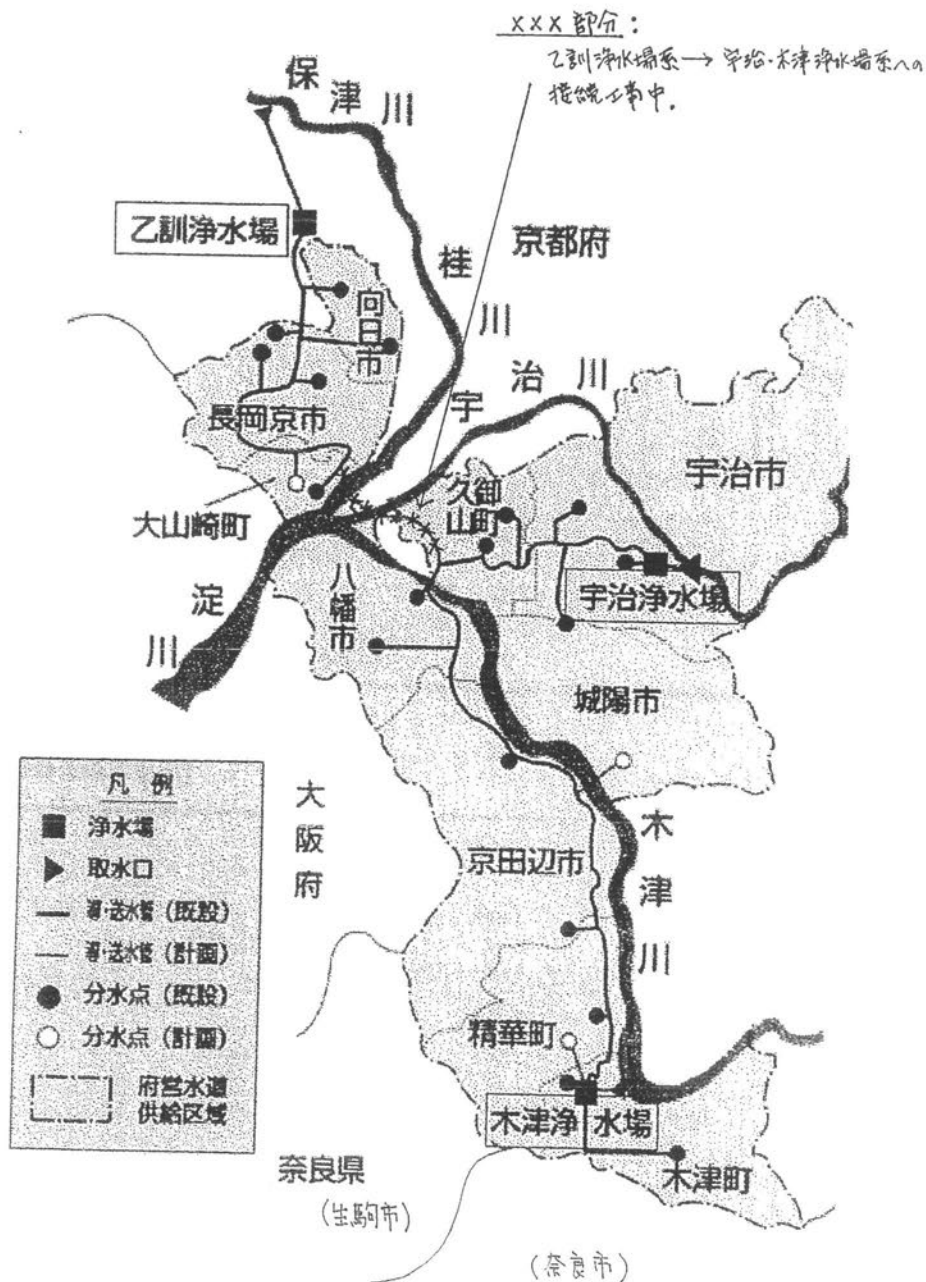 ××× 部分:
乙訓浄水場系→宇治・木津浄水場系への
接続工事中.
保津川
乙訓浄水場
京都府
桂川
向日市
宇治川
長岡京市
宇治市
久御山町
大山崎町
宇治浄水場
八幡市
淀川
城陽市
凡例
浄水場
取水口
導・送水管(既設)
導・送水管(計画)
分水点(既設)
分水点(計画)
府営水道
供給区域
大阪府
京田辺市
木津川
精華町
木津浄水場
奈良県
木津町
(生駒市)
(奈良市)